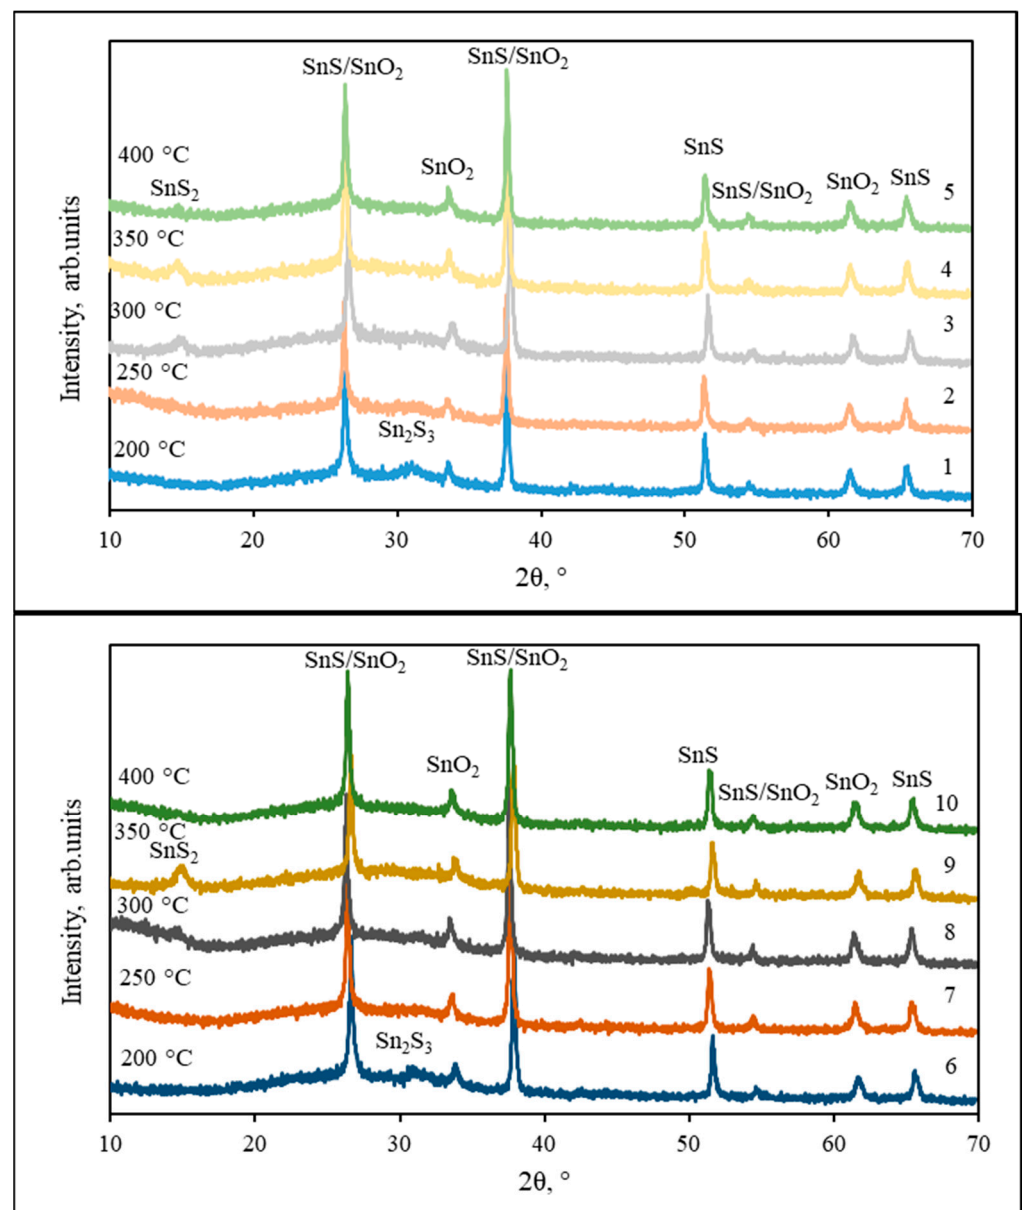 SnS/SnO₂
SnS/SnO₂
400 °C
SnS₂
SnO₂
SnS
SnS/SnO₂
SnO₂
SnS
5
350 °C
4
300 °C
3
250 °C
2
Sn₂S₃
200 °C
1
Intensity, arb.units
10 20 30 40 50 60 70
2θ, °
SnS/SnO₂
SnS/SnO₂
400 °C
SnO₂
SnS
SnS/SnO₂
SnO₂
SnS
10
350 °C
SnS₂
9
300 °C
8
250 °C
7
Sn₂S₃
200 °C
6
Intensity, arb.units
10 20 30 40 50 60 70
2θ, °